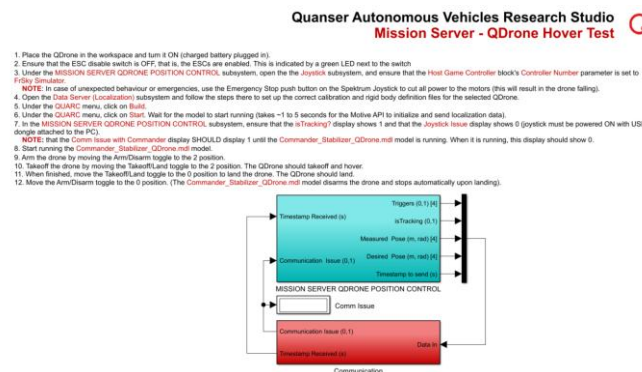 Quanser Autonomous Vehicles Research Studio
Mission Server - QDrone Hover Test
1. Place the QDrone in the workspace and turn it ON (charged battery plugged in).
2. Ensure that the ESC disable switch is OFF, that is, the ESCs are enabled. This is indicated by a green LED next to the switch
3. Under the MISSION SERVER QDRONE POSITION CONTROL subsystem, open the the Joystick subsystem, and ensure that the Host Game Controller block's Controller Number parameter is set to
FrSky Simulator.
NOTE: In case of unexpected behaviour or emergencies, use the Emergency Stop push button on the Spektrum Joystick to cut all power to the motors (this will result in the drone falling).
4. Open the Data Server (Localization) subsystem and follow the steps there to set up the correct calibration and rigid body definition files for the selected QDrone.
5. Under the QUARC menu, click on Build.
6. Under the QUARC menu, click on Start. Wait for the model to start running (takes ~1 to 5 seconds for the Motive API to initialize and send localization data).
7. In the MISSION SERVER QDRONE POSITION CONTROL subsystem, ensure that the isTracking? display shows 1 and that the Joystick Issue display shows 0 (joystick must be powered ON with USB
dongle attached to the PC).
NOTE: that the Comm Issue with Commander display SHOULD display 1 until the Commander_Stabilizer_QDrone.mdl model is running. When it is running, this display should show 0.
8. Start running the Commander_Stabilizer_QDrone.mdl model.
9. Arm the drone by moving the Arm/Disarm toggle to the 2 position.
10. Takeoff the drone by moving the Takeoff/Land toggle to the 2 position. The QDrone should takeoff and hover.
11. When finished, move the Takeoff/Land toggle to the 0 position to land the drone. The QDrone should land.
12. Move the Arm/Disarm toggle to the 0 position. (The Commander_Stabilizer_QDrone.mdl model disarms the drone and stops automatically upon landing).
Triggers (0,1) [4]
Timestamp Received (s)
isTracking (0,1)
Measured Pose (m, rad) [4]
Desired Pose (m, rad) [4]
Communication Issue (0,1)
Timestamp to send (s)
MISSION SERVER QDRONE POSITION CONTROL
Comm Issue
Communication Issue (0,1)
Data in
Timestamp Received (s)
Communication